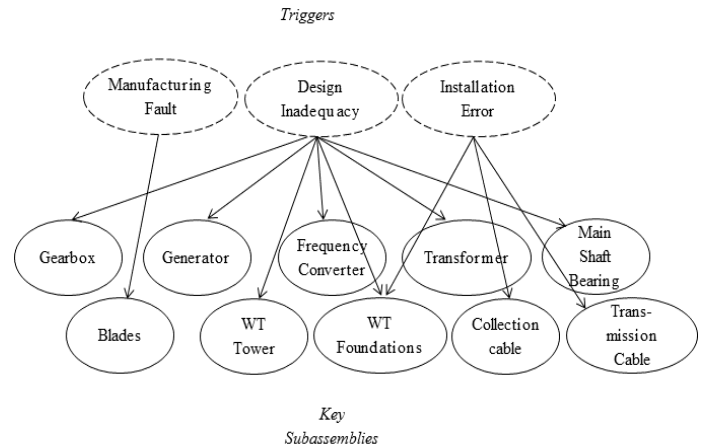 Triggers
Manufacturing
Fault
Design
Inadequacy
Installation
Error
Gearbox
Generator
Frequency
Converter
Transformer
Main
Shaft
Bearing
Blades
WT
Tower
WT
Foundations
Collection
cable
Trans-
mission
Cable
Key
Subassemblies